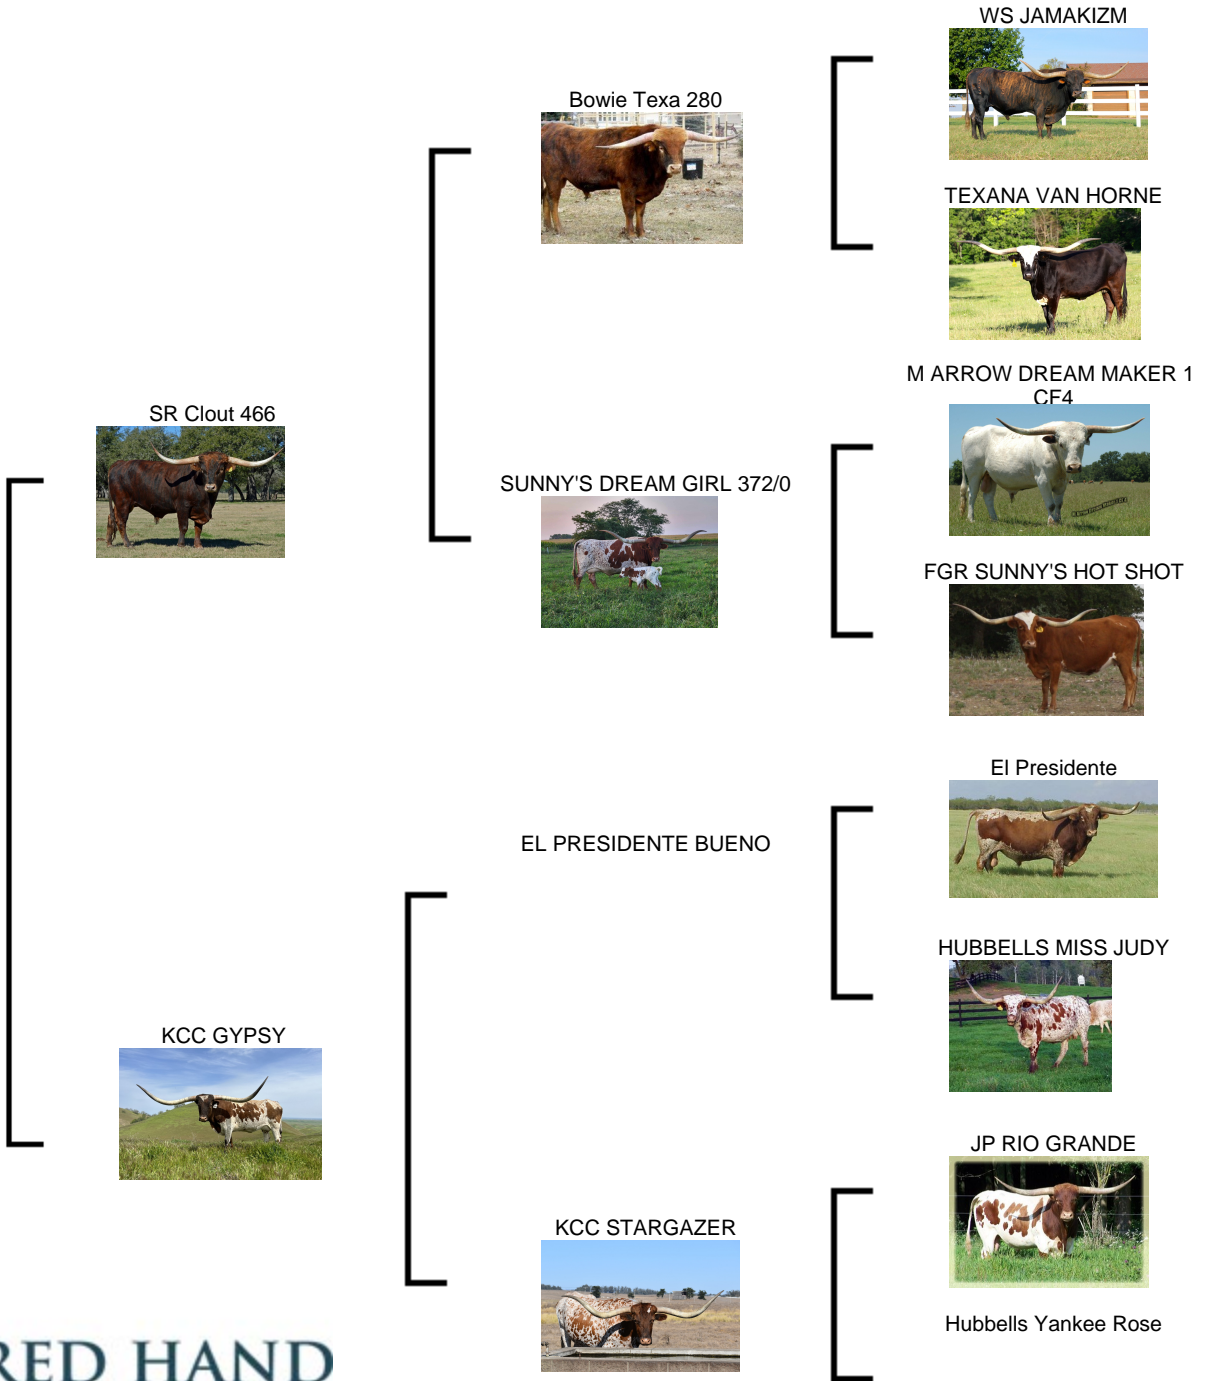 WS JAMAKIZM
Bowie Texa 280
TEXANA VAN HORNE
M ARROW DREAM MAKER 1
CF4
SR Clout 466
SUNNY'S DREAM GIRL 372/0
FGR SUNNY'S HOT SHOT
El Presidente
EL PRESIDENTE BUENO
HUBBELLS MISS JUDY
KCC GYPSY
JP RIO GRANDE
KCC STARGAZER
Hubbells Yankee Rose
RED HAND